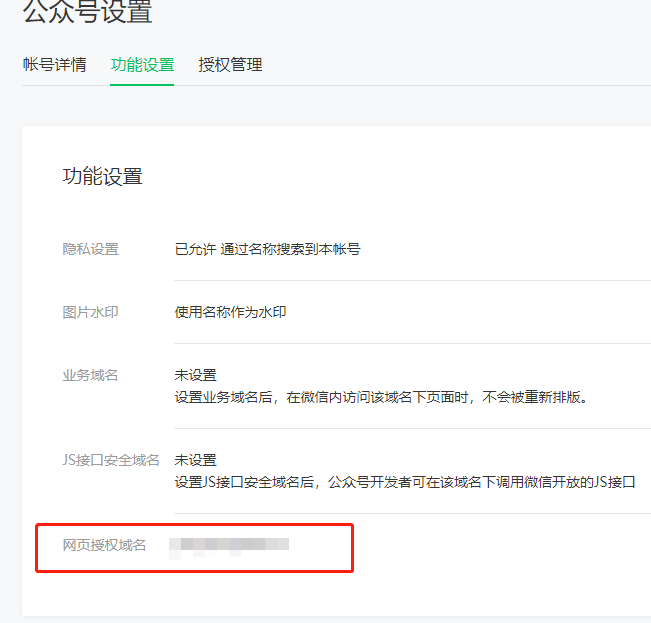 公众号设置
帐号详情 功能设置 授权管理
功能设置
隐私设置 已允许 通过名称搜索到本帐号
图片水印 使用名称作为水印
业务域名 未设置
设置业务域名后，在微信内访问该域名下页面时，不会被重新排版。
JS接口安全域名 未设置
设置JS接口安全域名后，公众号开发者可在该域名下调用微信开放的JS接口
网页授权域名